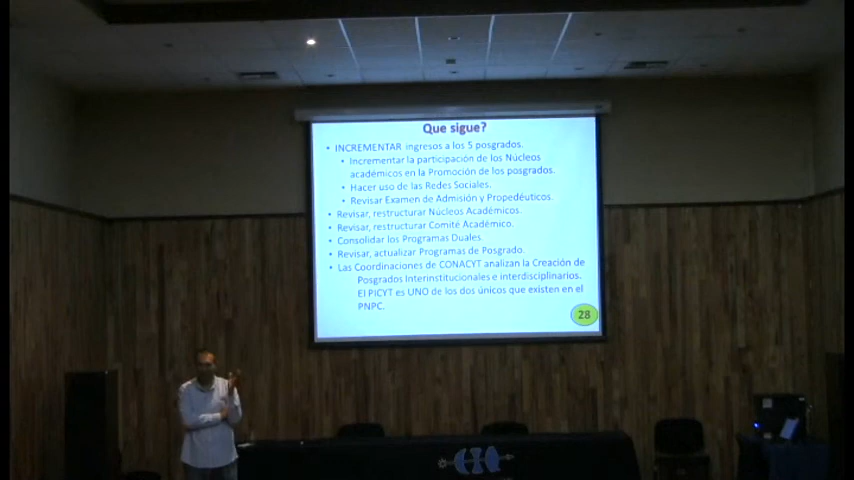 Que sigue?
• INCREMENTAR ingresos a los 5 posgrados.
• Incrementar la participación de los Núcleos
académicos en la Promoción de los posgrados.
• Hacer uso de las Redes Sociales.
• Revisar Examen de Admisión y Propedéuticos.
• Revisar, restructurar Núcleos Académicos.
• Revisar, restructurar Comité Académico.
• Consolidar los Programas Duales.
• Revisar, actualizar Programas de Posgrado.
• Las Coordinaciones de CONACYT analizan la Creación de
Posgrados Interinstitucionales e interdisciplinarios.
El PICYT es UNO de los dos únicos que existen en el
PNPC.
28
CIO